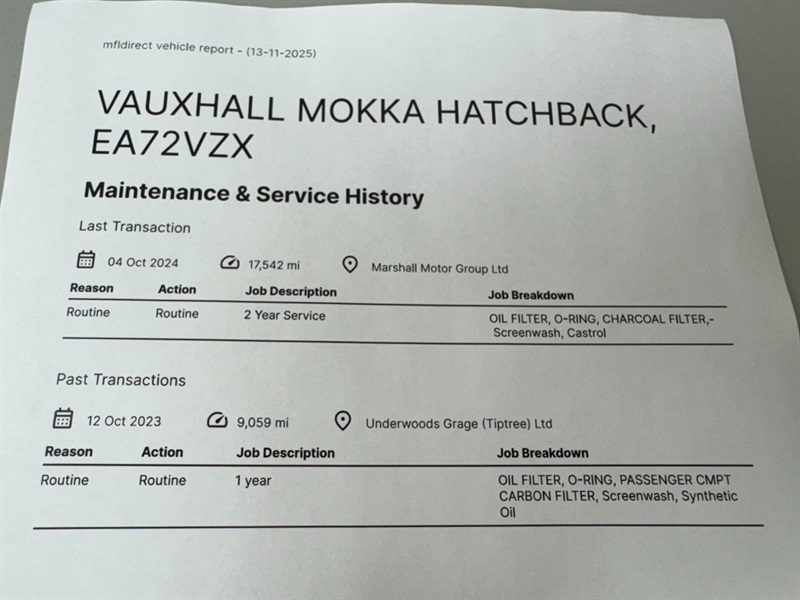 mfldirect vehicle report - (13-11-2025)
VAUXHALL MOKKA HATCHBACK,
EA72VZX
Maintenance & Service History
Last Transaction
04 Oct 2024 17,542 mi Marshall Motor Group Ltd
Reason Action Job Description Job Breakdown
Routine Routine 2 Year Service OIL FILTER, O-RING, CHARCOAL FILTER,-
Screenwash, Castrol
Past Transactions
12 Oct 2023 9,059 mi Underwoods Grage (Tiptree) Ltd
Reason Action Job Description Job Breakdown
Routine Routine 1 year OIL FILTER, O-RING, PASSENGER CMPT
CARBON FILTER, Screenwash, Synthetic
Oil